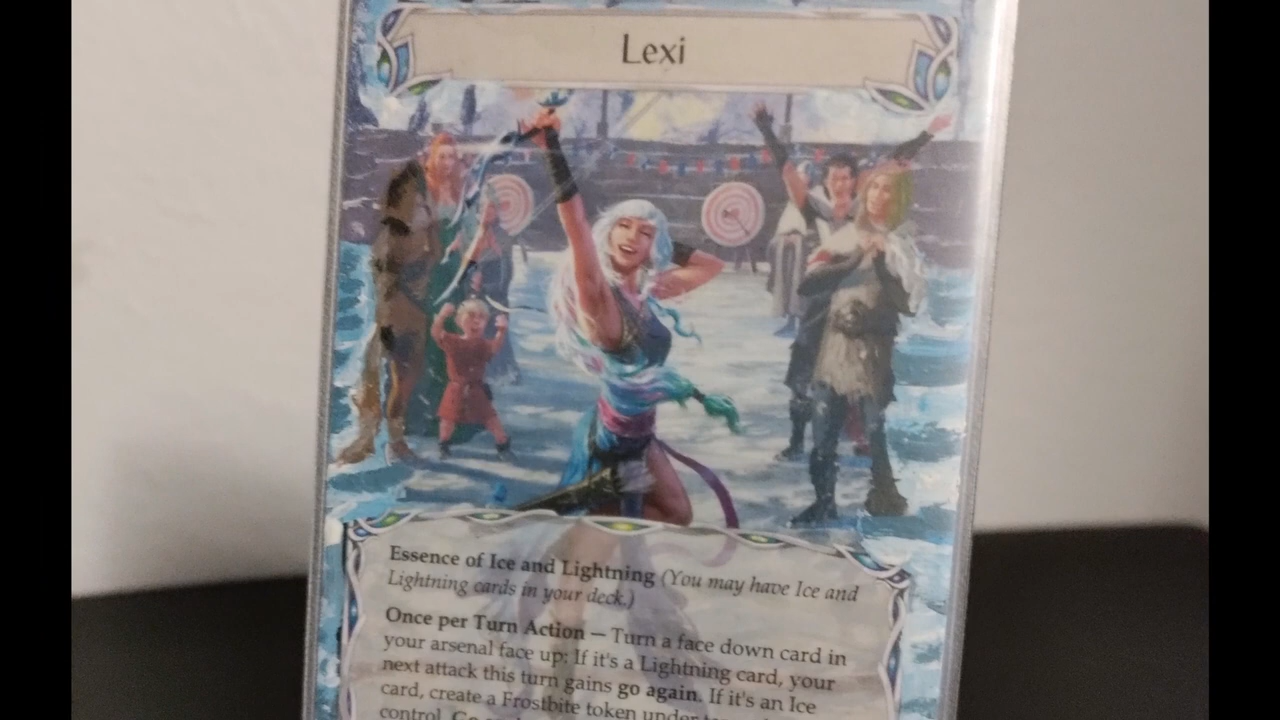 Lexi
Essence of Ice and Lightning (You may have Ice and
Lightning cards in your deck.)
Once per Turn Action — Turn a face down card in
your arsenal face up: If it's a Lightning card, your
next attack this turn gains go again. If it's an Ice
card, create a Frostbite token under
control.